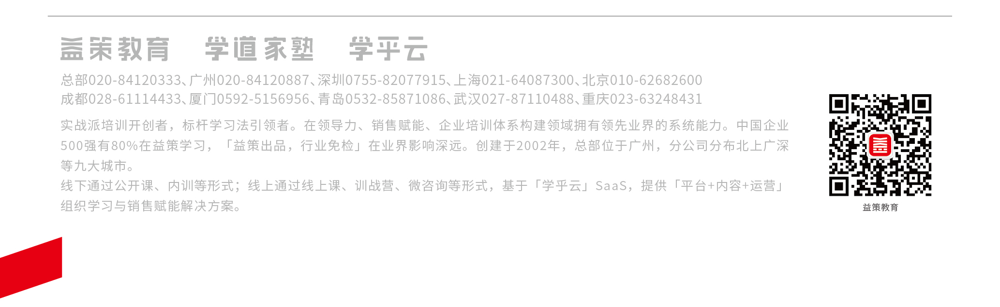 益策教育 学道家塾 学乎云
总部020-84120333、广州020-84120887、深圳0755-82077915、上海021-64087300、北京010-62682600
成都028-61114433、厦门0592-5156956、青岛0532-85871086、武汉027-87110488、重庆023-63248431
实战派培训开创者，标杆学习法引领者。在领导力、销售赋能、企业培训体系构建领域拥有领先业界的系统能力。中国企业
500强有80%在益策学习，「益策出品，行业免检」在业界影响深远。创建于2002年，总部位于广州，分公司分布北上广深
等九大城市。
线下通过公开课、内训等形式；线上通过线上课、训战营、微咨询等形式，基于「学乎云」SaaS，提供「平台+内容+运营」
组织学习与销售赋能解决方案。
益策教育